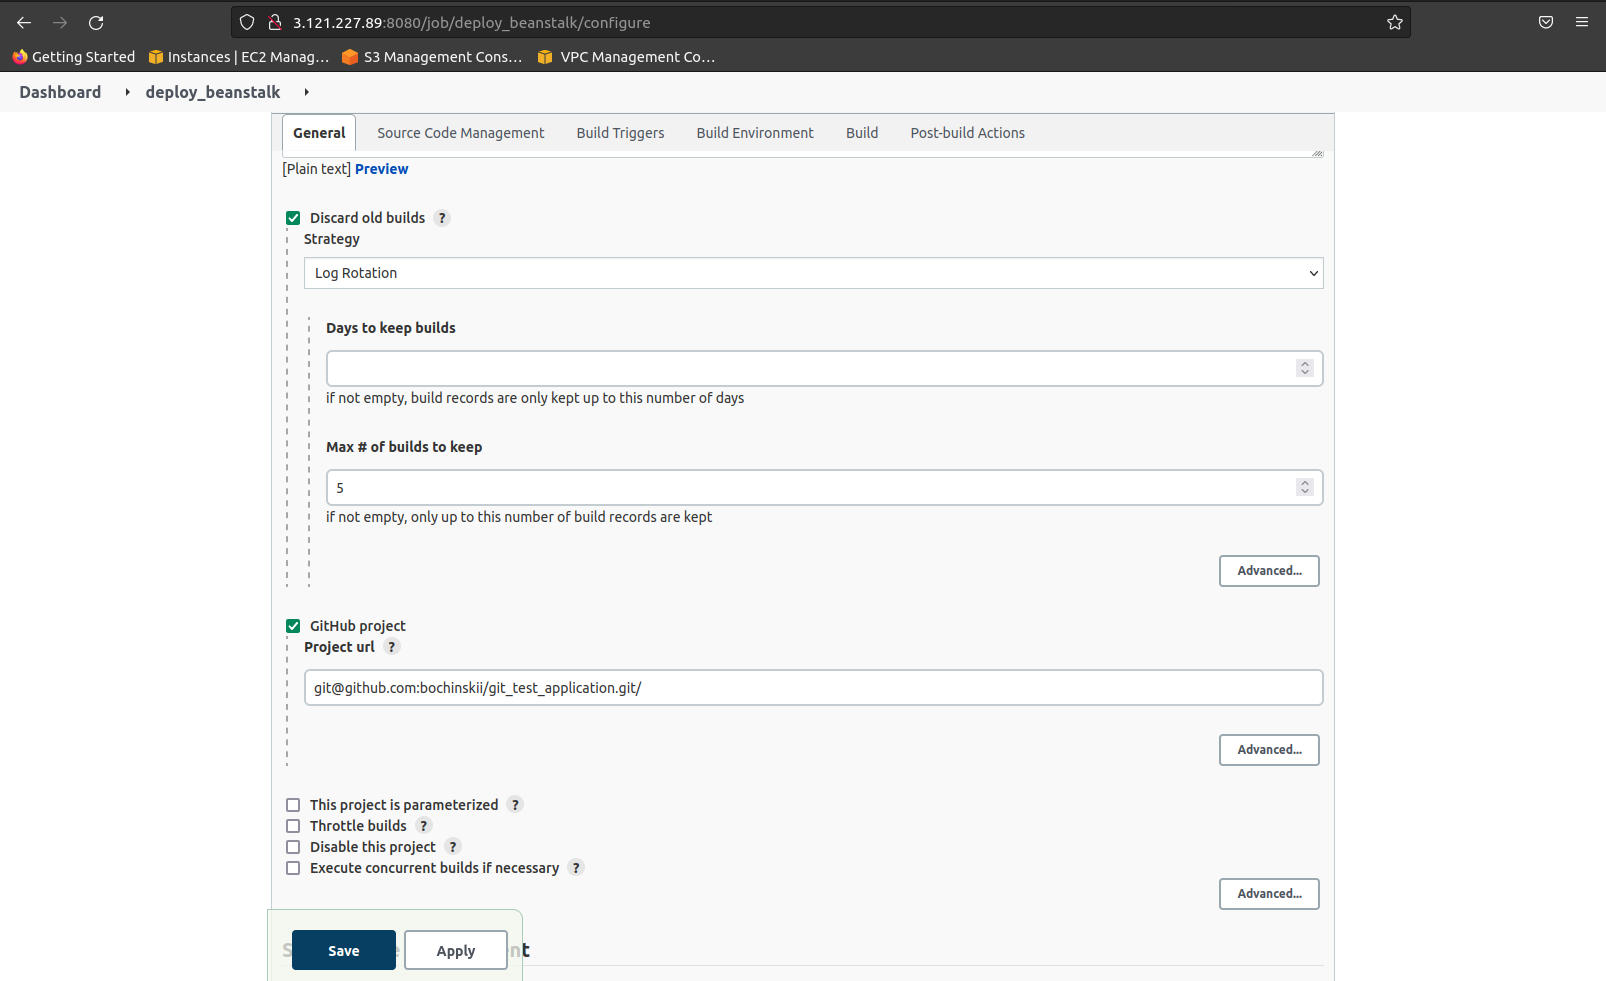 3.121.227.89:8080/job/deploy_beanstalk/configure
Getting Started Instances | EC2 Manag... S3 Management Cons... VPC Management Co...
Dashboard deploy_beanstalk
General Source Code Management Build Triggers Build Environment Build Post-build Actions
[Plain text] Preview
Discard old builds ?
Strategy
Log Rotation
Days to keep builds
if not empty, build records are only kept up to this number of days
Max # of builds to keep
5
if not empty, only up to this number of build records are kept
Advanced...
GitHub project
Project url ?
git@github.com:bochinskii/git_test_application.git/
Advanced...
This project is parameterized ?
Throttle builds ?
Disable this project ?
Execute concurrent builds if necessary ?
Advanced...
Save Apply